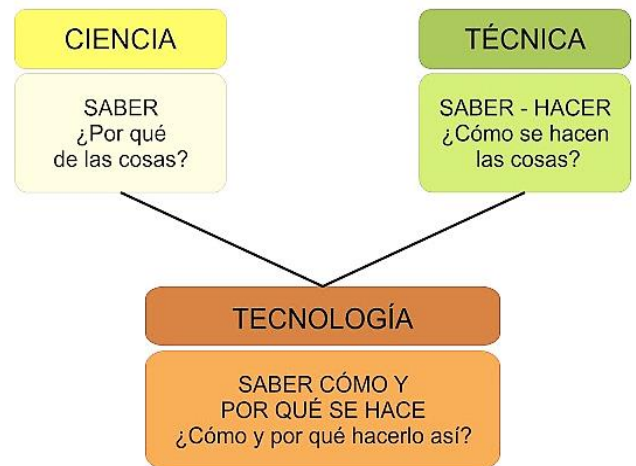 CIENCIA
SABER
¿Por qué
de las cosas?
TÉCNICA
SABER - HACER
¿Cómo se hacen
las cosas?
TECNOLOGÍA
SABER CÓMO Y
POR QUÉ SE HACE
¿Cómo y por qué hacerlo así?